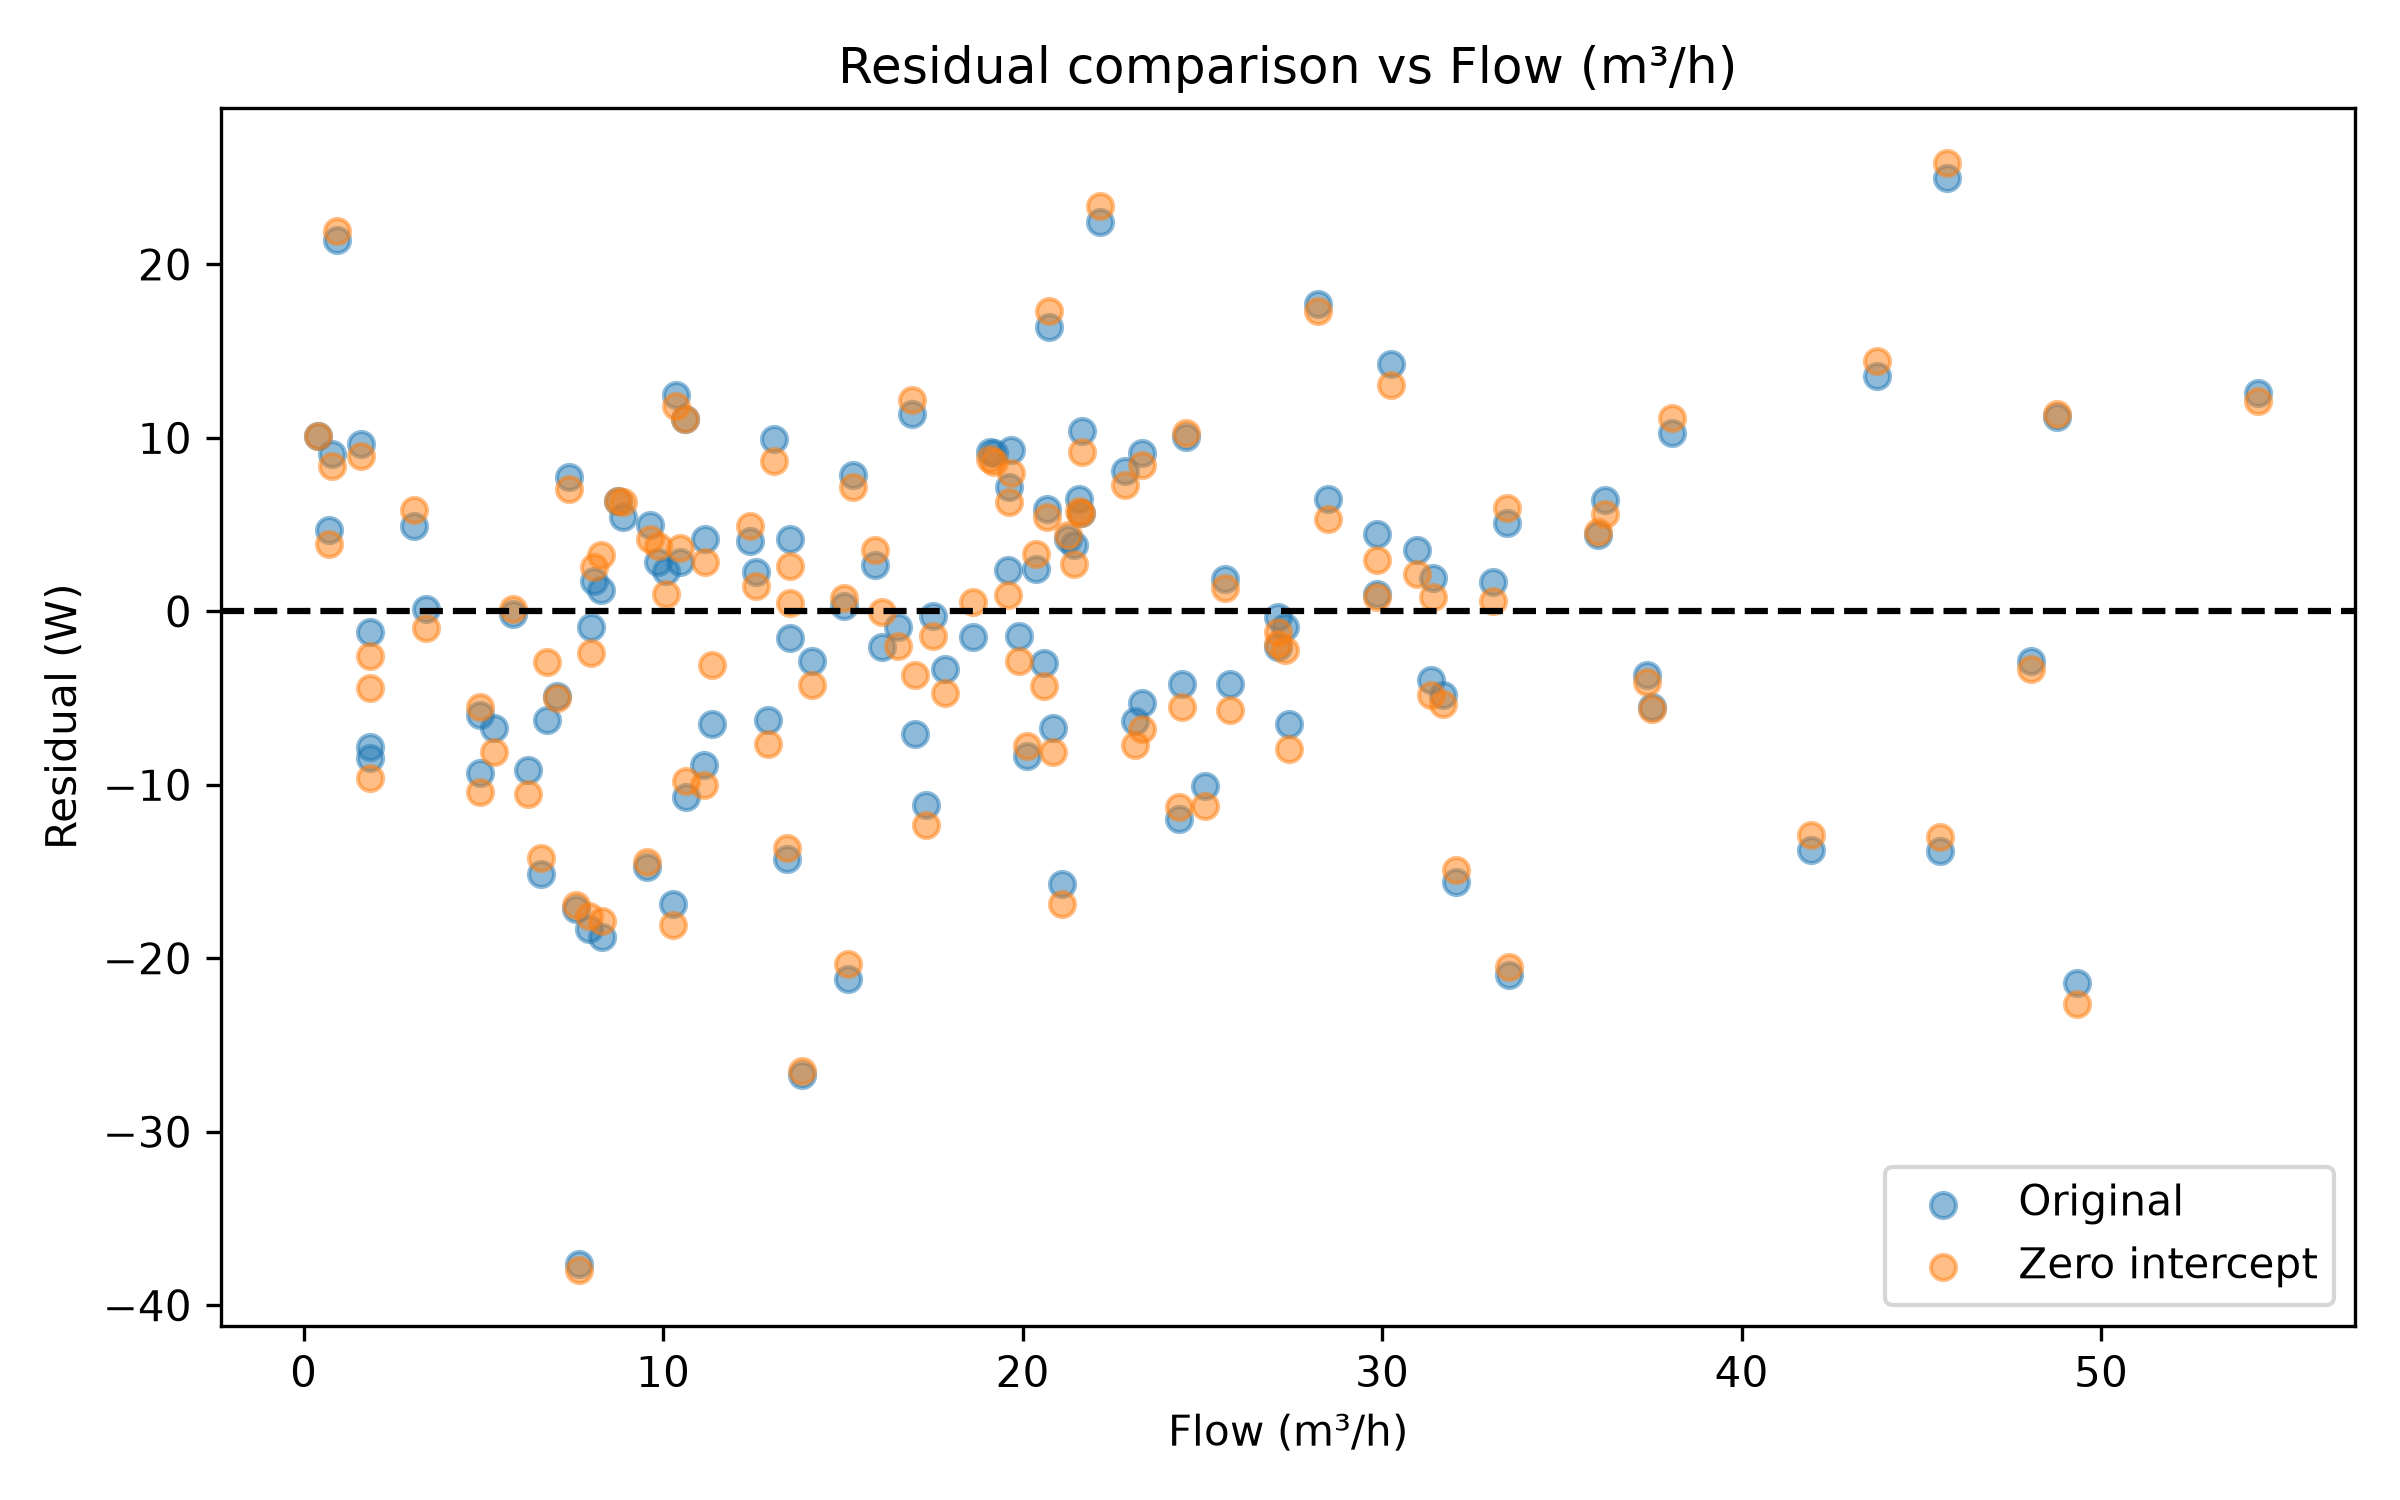 Residual comparison vs Flow (m³/h)
Residual (W)
20
10
0
−10
−20
−30
−40
0 10 20 30 40 50
Flow (m³/h)
Original
Zero intercept